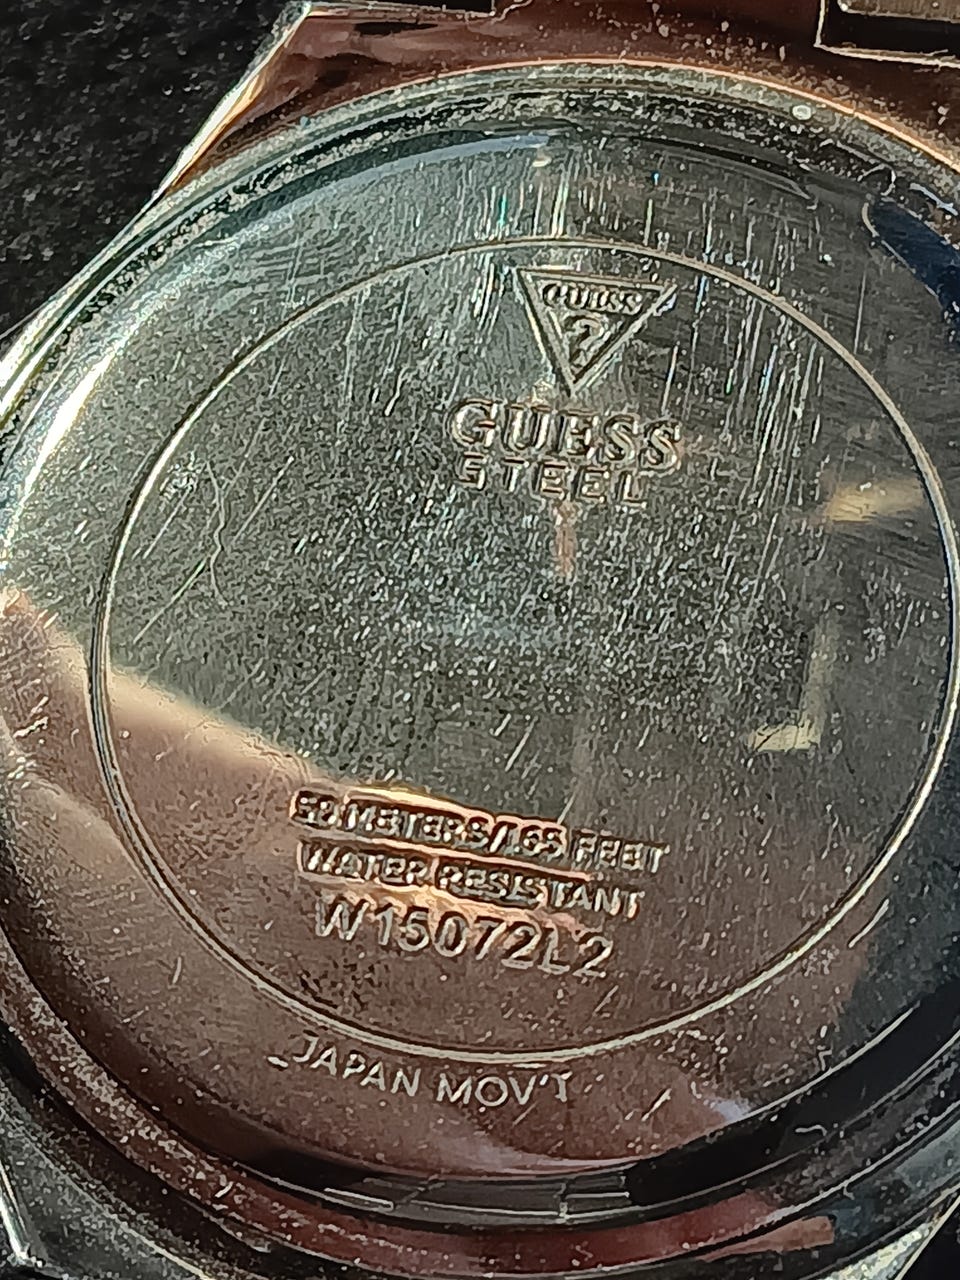 GUESS
?
GUESS
STEEL
50 METERS/165 FEET
WATER RESISTANT
W15072L2
JAPAN MOV'T